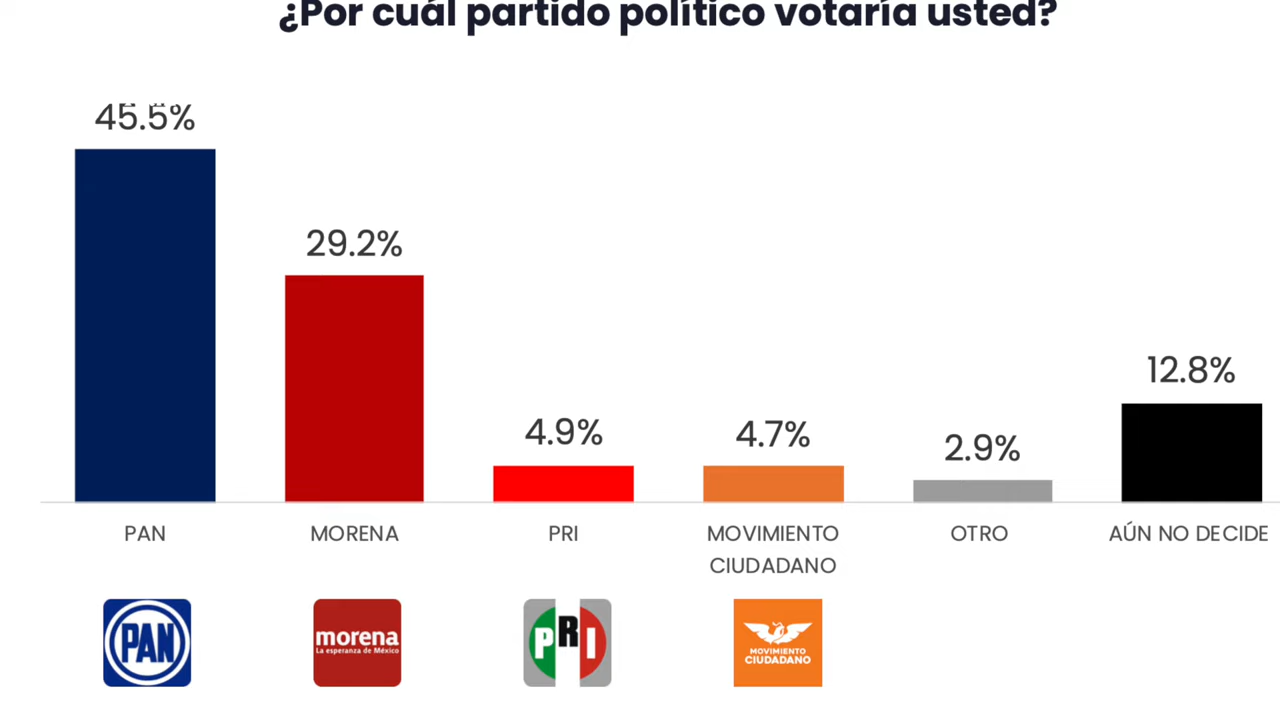 ¿Por cuál partido político votaría usted?
45.5%
29.2%
4.9%
4.7%
2.9%
12.8%
PAN
MORENA
PRI
MOVIMIENTO
CIUDADANO
OTRO
AÚN NO DECIDE
PAN
morena
La esperanza de México
PRI
MOVIMIENTO
CIUDADANO